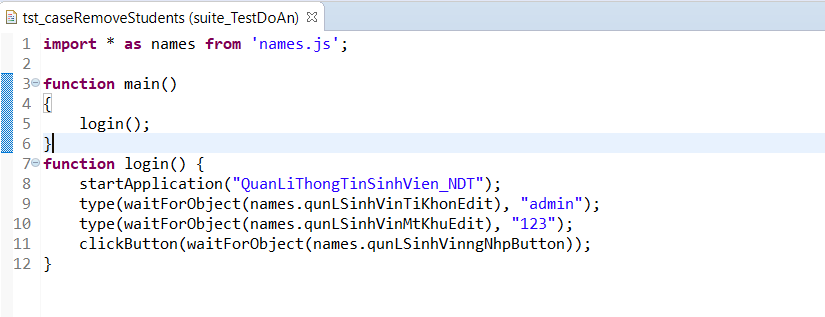 tst_caseRemoveStudents (suite_TestDoAn)
1 import * as names from 'names.js';
2
3 function main()
4 {
5     login();
6 }
7 function login() {
8     startApplication("QuanLiThongTinSinhVien_NDT");
9     type(waitForObject(names.qunLSinhVinTiKhonEdit), "admin");
10     type(waitForObject(names.qunLSinhVinMtKhuEdit), "123");
11     clickButton(waitForObject(names.qunLSinhVinngNhpButton));
12 }